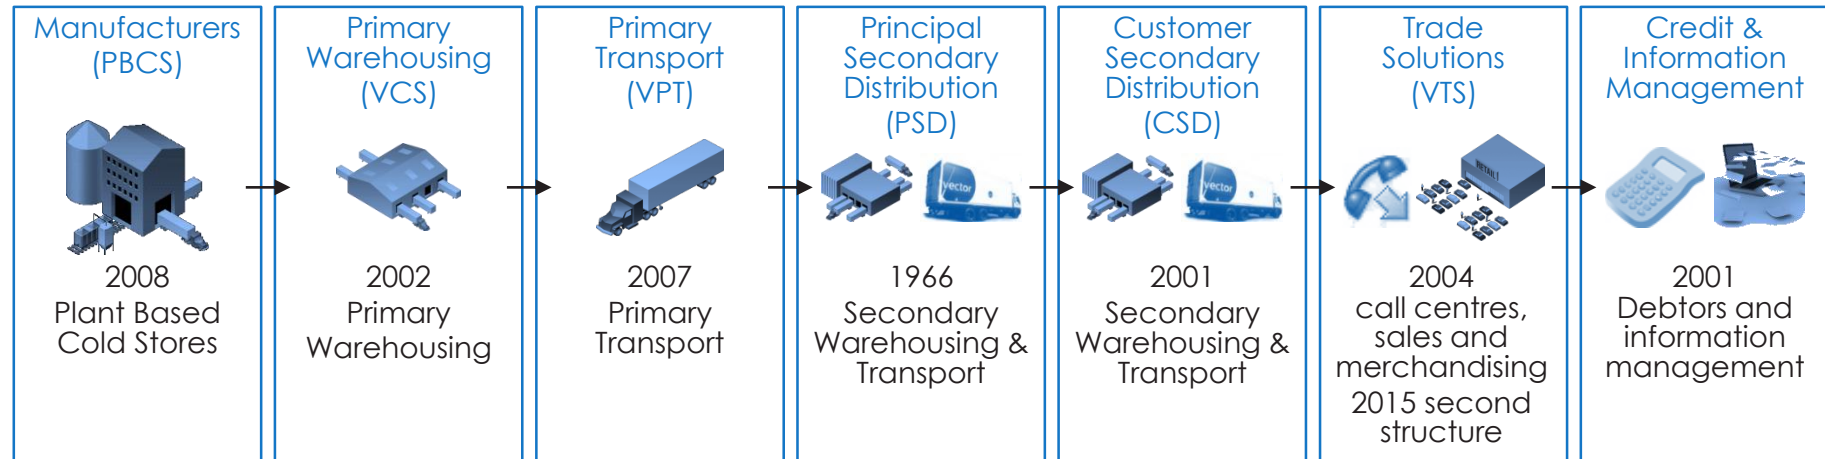 Manufacturers
(PBCS)
2008
Plant Based
Cold Stores
Primary
Warehousing
(VCS)
2002
Primary
Warehousing
Primary
Transport
(VPT)
2007
Primary
Transport
Principal
Secondary
Distribution
(PSD)
vector
1966
Secondary
Warehousing &
Transport
Customer
Secondary
Distribution
(CSD)
vector
2001
Secondary
Warehousing &
Transport
Trade
Solutions
(VTS)
RETAIL1
2004
call centres,
sales and
merchandising
2015 second
structure
Credit &
Information
Management
2001
Debtors and
information
management